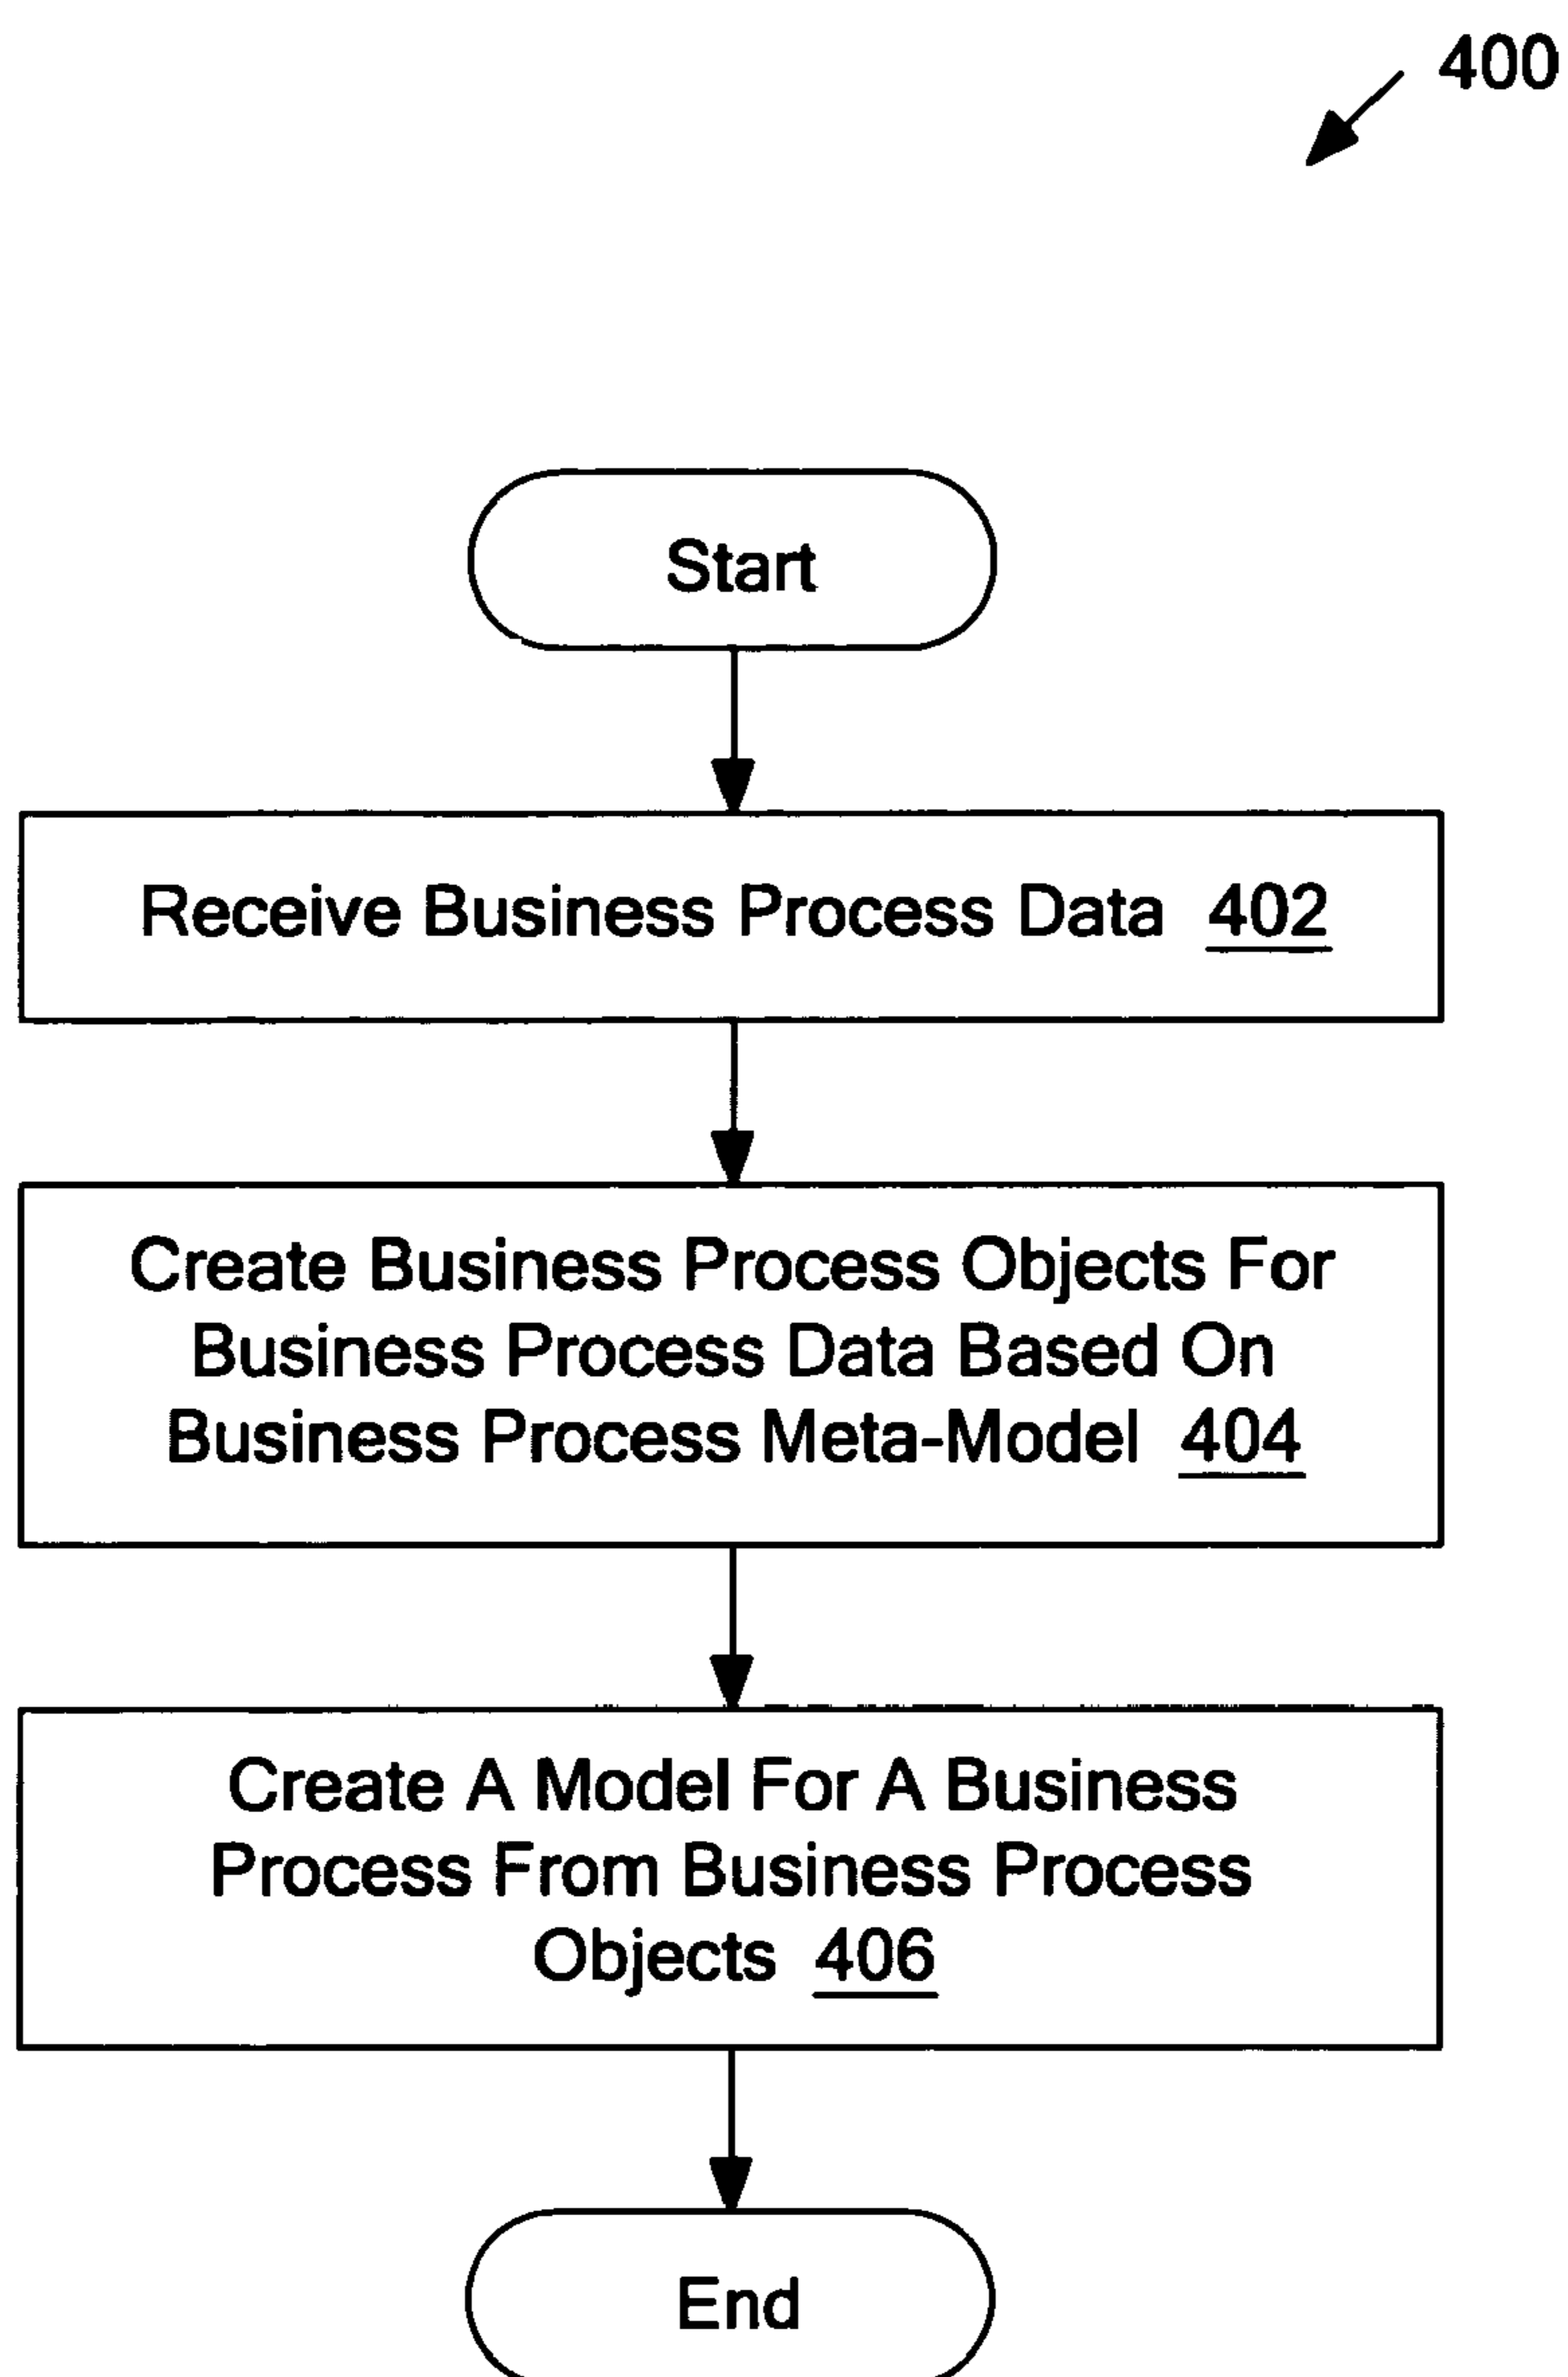 400
Start
Receive Business Process Data 402
Create Business Process Objects For
Business Process Data Based On
Business Process Meta-Model 404
Create A Model For A Business
Process From Business Process
Objects 406
End